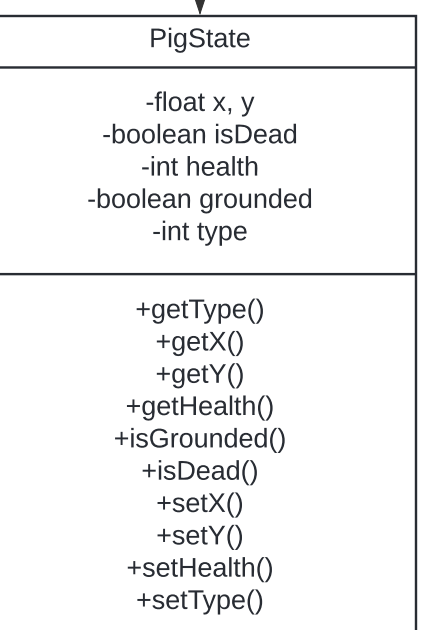 PigState
-float x, y
-boolean isDead
-int health
-boolean grounded
-int type
+getType()
+getX()
+getY()
+getHealth()
+isGrounded()
+isDead()
+setX()
+setY()
+setHealth()
+setType()